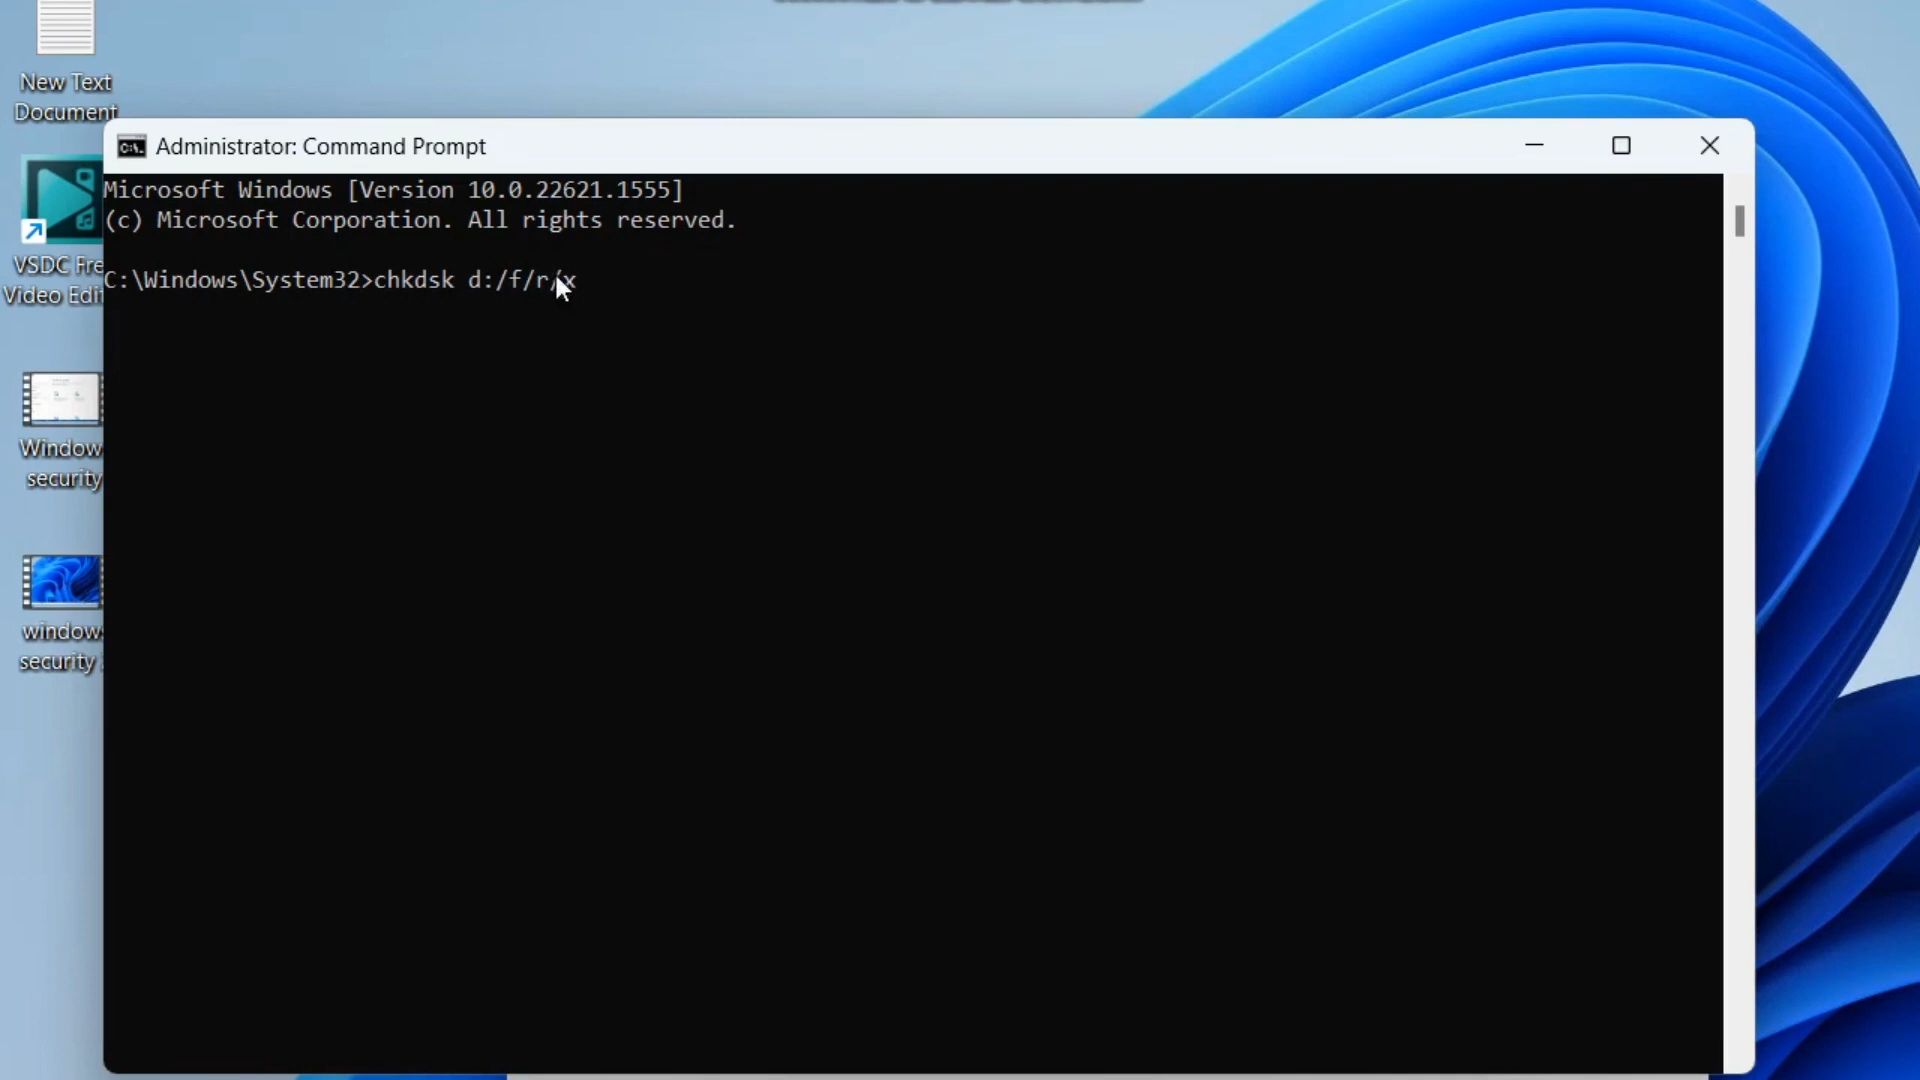 New Text
Document
Administrator: Command Prompt
Microsoft Windows [Version 10.0.22621.1555]
(c) Microsoft Corporation. All rights reserved.
VSDC Fre
Video Edi
C:\Windows\System32>chkdsk d:/f/r/x
Window
security
window
security